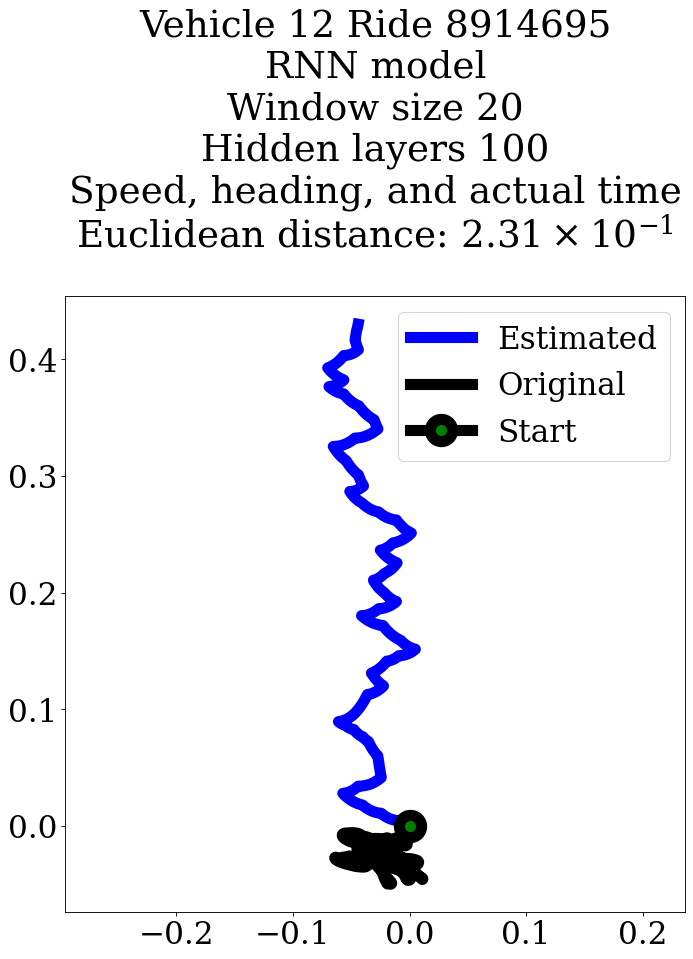 Vehicle 12 Ride 8914695
RNN model
Window size 20
Hidden layers 100
Speed, heading, and actual time
Euclidean distance: 2.31 × 10⁻¹
Estimated
Original
Start
0.4
0.3
0.2
0.1
0.0
−0.2
−0.1
0.0
0.1
0.2